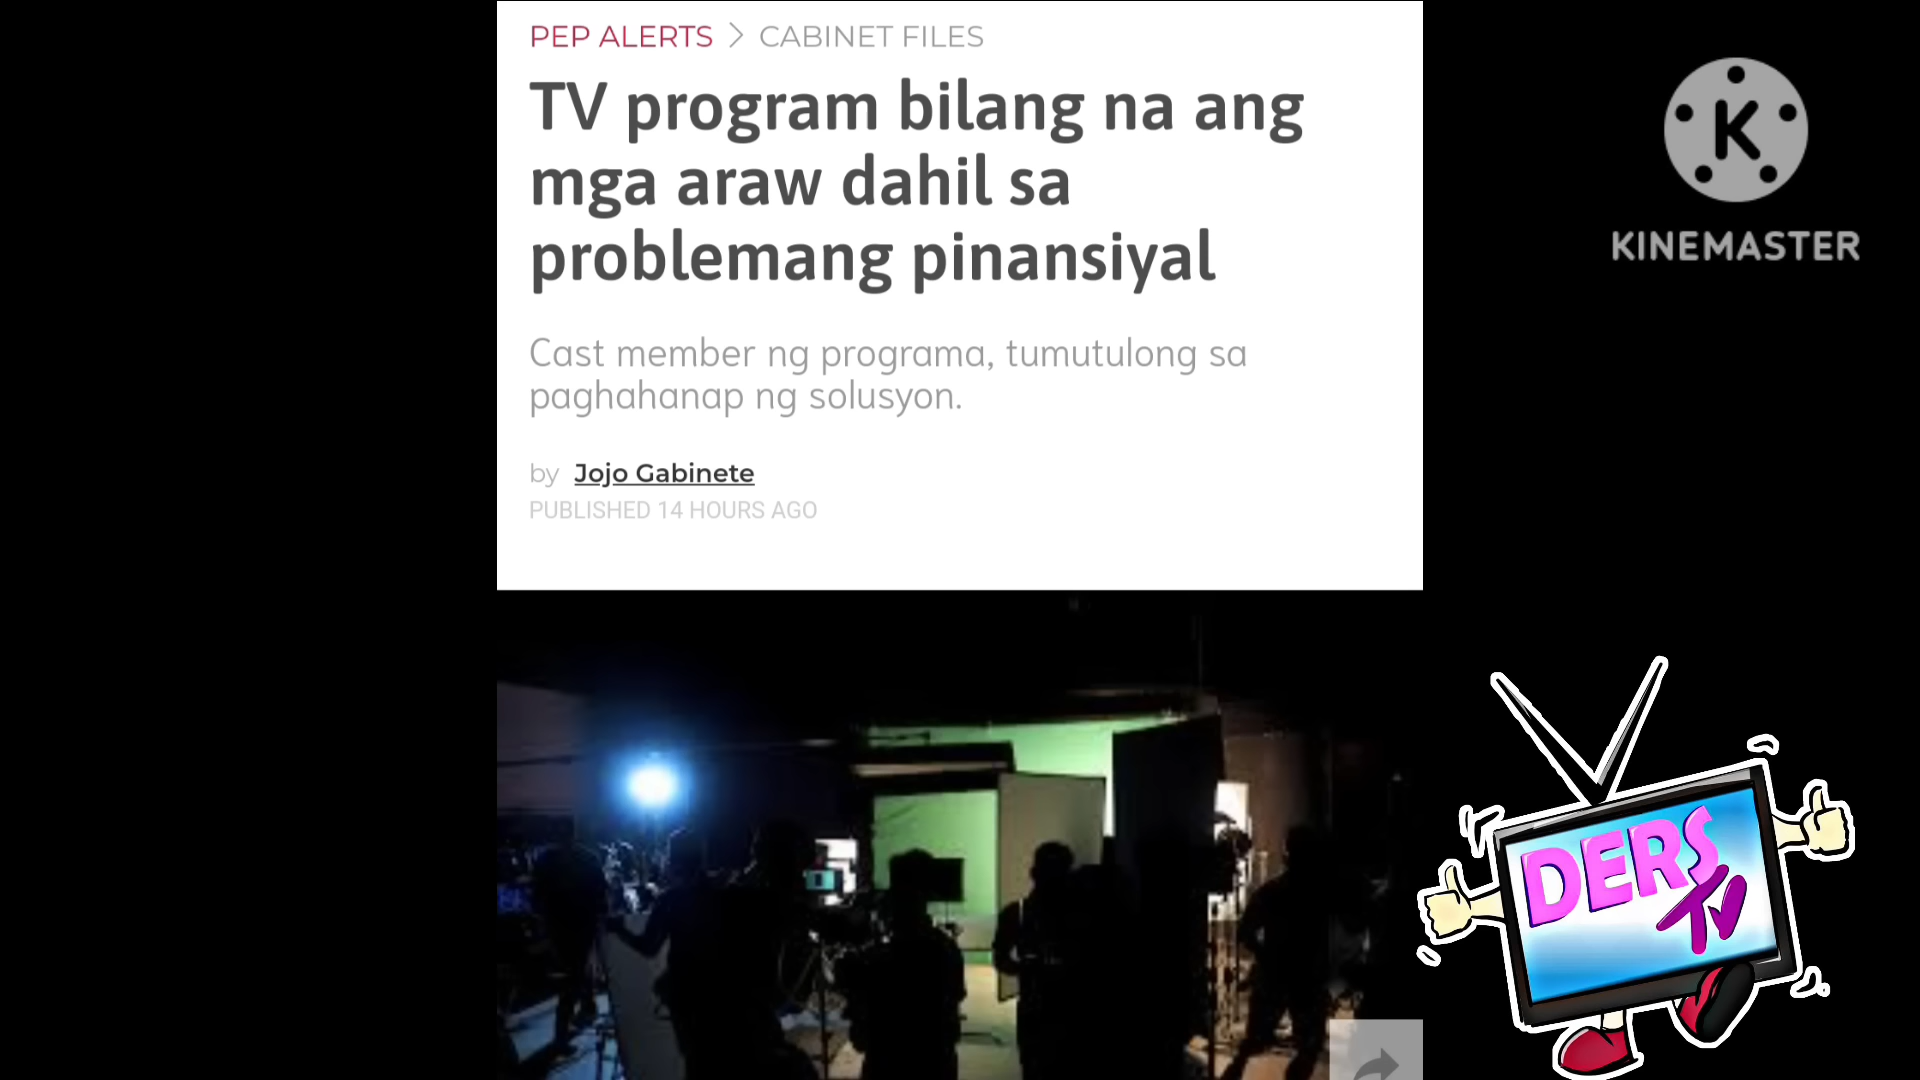 PEP ALERTS > CABINET FILES
TV program bilang na ang
mga araw dahil sa
problemang pinansiyal
Cast member ng programa, tumutulong sa
paghahanap ng solusyon.
by Jojo Gabinete
PUBLISHED 14 HOURS AGO
K
KINEMASTER
DERS
TV